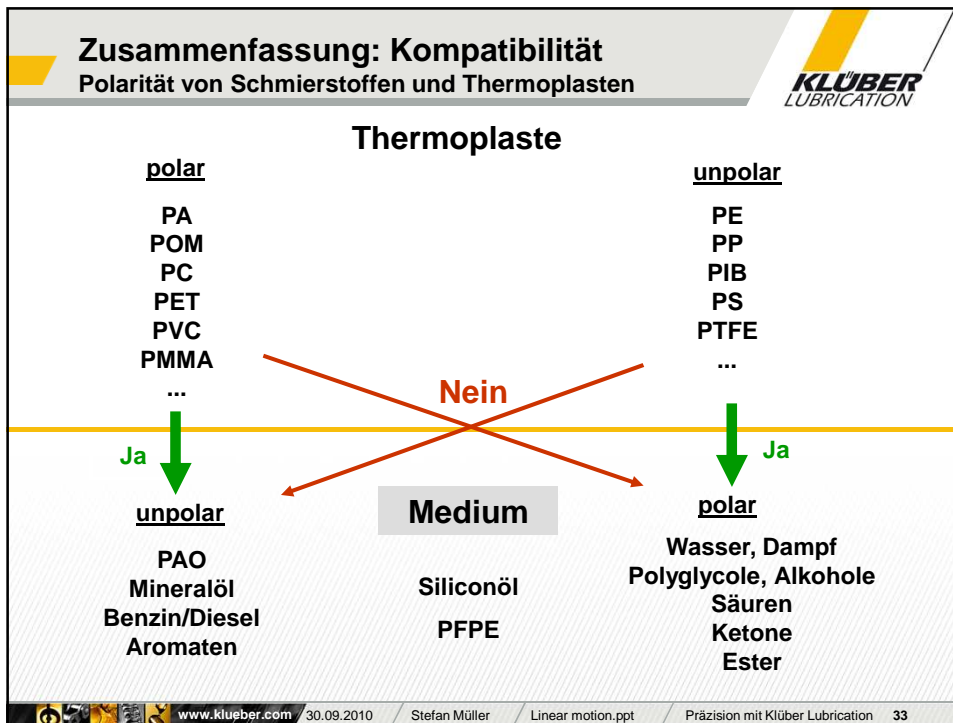 Zusammenfassung: Kompatibilität
Polarität von Schmierstoffen und Thermoplasten
KLÜBER
LUBRICATION
Thermoplaste
polar
PA
POM
PC
PET
PVC
PMMA
...
unpolar
PE
PP
PIB
PS
PTFE
...
Nein
Ja
Ja
unpolar
PAO
Mineralöl
Benzin/Diesel
Aromaten
Medium
Siliconöl
PFPE
polar
Wasser, Dampf
Polyglycole, Alkohole
Säuren
Ketone
Ester
www.klueber.com 30.09.2010 Stefan Müller Linear motion.ppt Präzision mit Klüber Lubrication 33